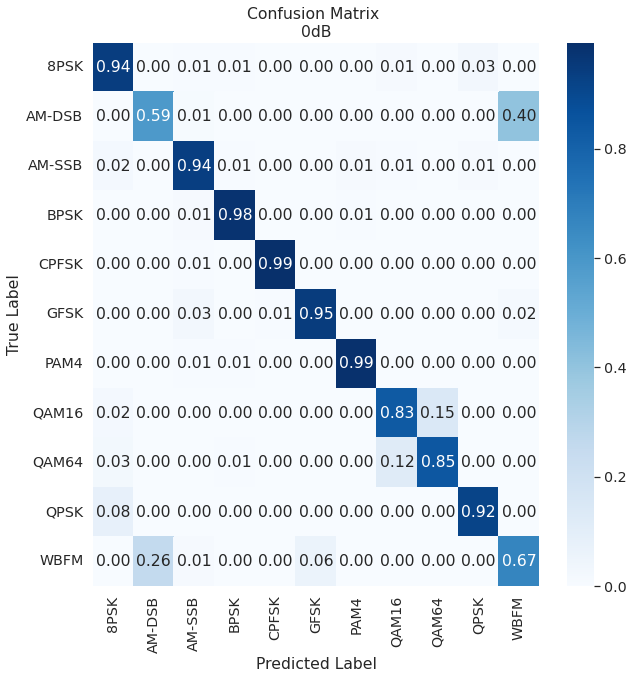 Confusion Matrix
0dB
8PSK 0.94 0.00 0.01 0.01 0.00 0.00 0.00 0.01 0.00 0.03 0.00
AM-DSB 0.00 0.59 0.01 0.00 0.00 0.00 0.00 0.00 0.00 0.00 0.40
AM-SSB 0.02 0.00 0.94 0.01 0.00 0.00 0.01 0.01 0.00 0.01 0.00
BPSK 0.00 0.00 0.01 0.98 0.00 0.00 0.01 0.00 0.00 0.00 0.00
CPFSK 0.00 0.00 0.01 0.00 0.99 0.00 0.00 0.00 0.00 0.00 0.00
GFSK 0.00 0.00 0.03 0.00 0.01 0.95 0.00 0.00 0.00 0.00 0.02
PAM4 0.00 0.00 0.01 0.01 0.00 0.00 0.99 0.00 0.00 0.00 0.00
QAM16 0.02 0.00 0.00 0.00 0.00 0.00 0.00 0.83 0.15 0.00 0.00
QAM64 0.03 0.00 0.00 0.01 0.00 0.00 0.00 0.12 0.85 0.00 0.00
QPSK 0.08 0.00 0.00 0.00 0.00 0.00 0.00 0.00 0.00 0.92 0.00
WBFM 0.00 0.26 0.01 0.00 0.00 0.06 0.00 0.00 0.00 0.00 0.67
8PSK AM-DSB AM-SSB BPSK CPFSK GFSK PAM4 QAM16 QAM64 QPSK WBFM
Predicted Label
True Label
0.8
0.6
0.4
0.2
0.0